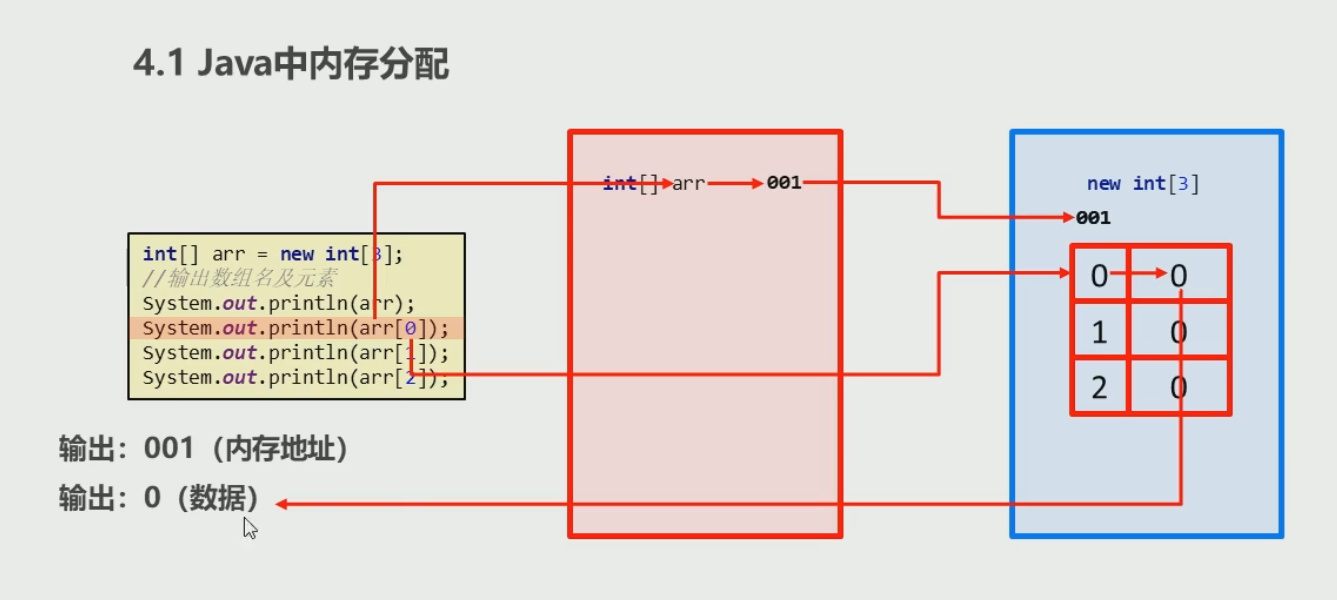 4.1 Java中内存分配
int[] arr = new int[3];
//输出数组名及元素
System.out.println(arr);
System.out.println(arr[0]);
System.out.println(arr[1]);
System.out.println(arr[2]);
输出：001（内存地址）
输出：0（数据）
int[] arr 001
new int[3]
001
0 0
1 0
2 0